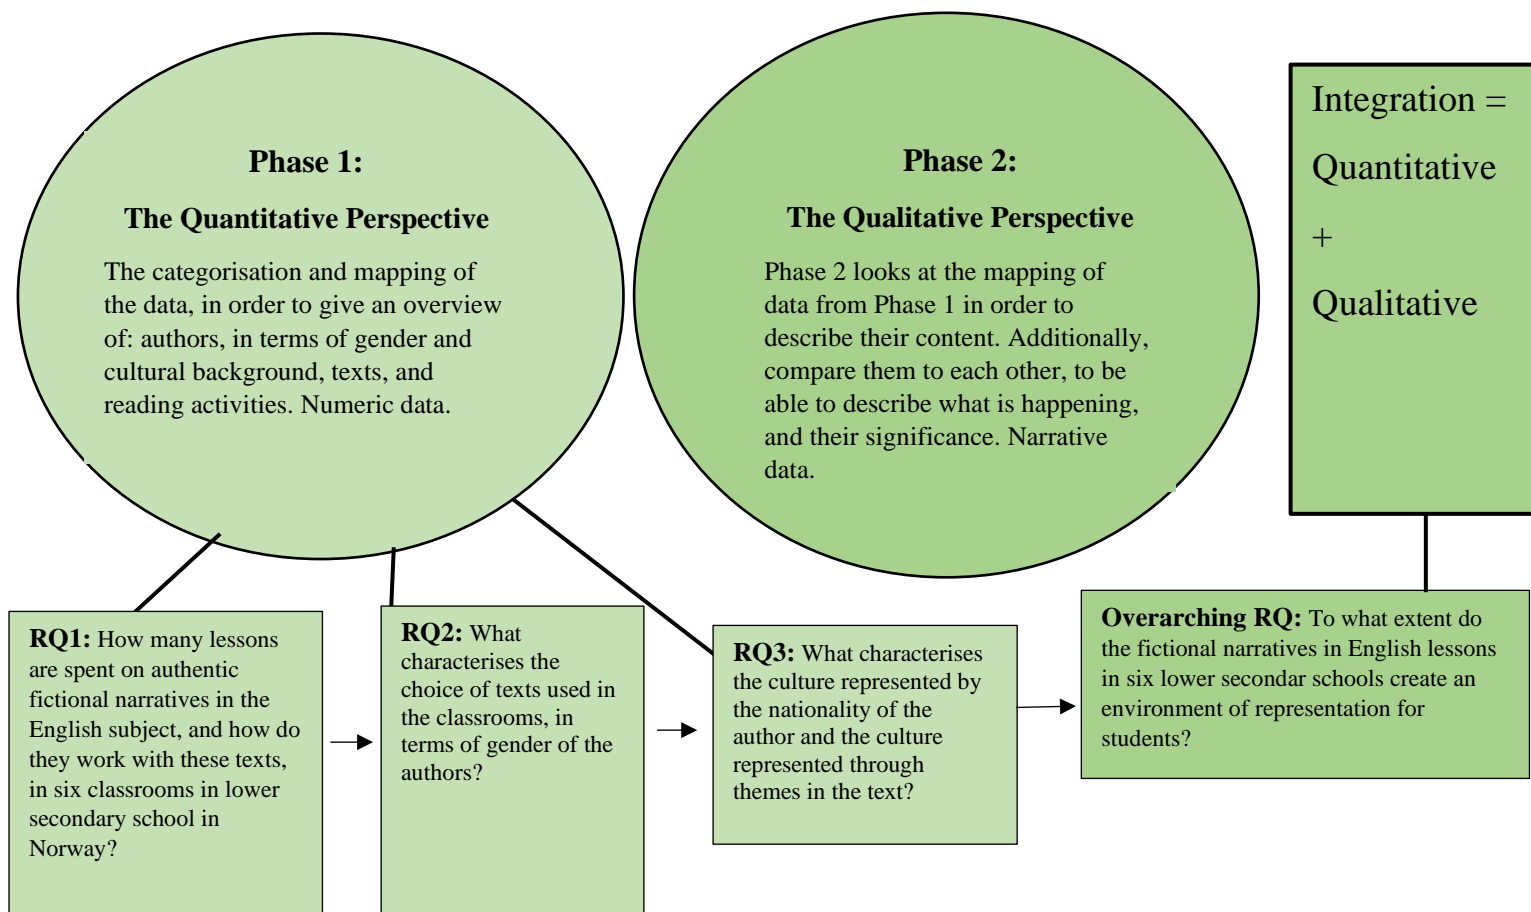 Phase 1:
The Quantitative Perspective
The categorisation and mapping of
the data, in order to give an overview
of: authors, in terms of gender and
cultural background, texts, and
reading activities. Numeric data.
Phase 2:
The Qualitative Perspective
Phase 2 looks at the mapping of
data from Phase 1 in order to
describe their content. Additionally,
compare them to each other, to be
able to describe what is happening,
and their significance. Narrative
data.
Integration =
Quantitative
+
Qualitative
RQ1: How many lessons
are spent on authentic
fictional narratives in the
English subject, and how do
they work with these texts,
in six classrooms in lower
secondary school in
Norway?
RQ2: What
characterises the
choice of texts used in
the classrooms, in
terms of gender of the
authors?
RQ3: What characterises
the culture represented by
the nationality of the
author and the culture
represented through
themes in the text?
Overarching RQ: To what extent do
the fictional narratives in English lessons
in six lower secondar schools create an
environment of representation for
students?